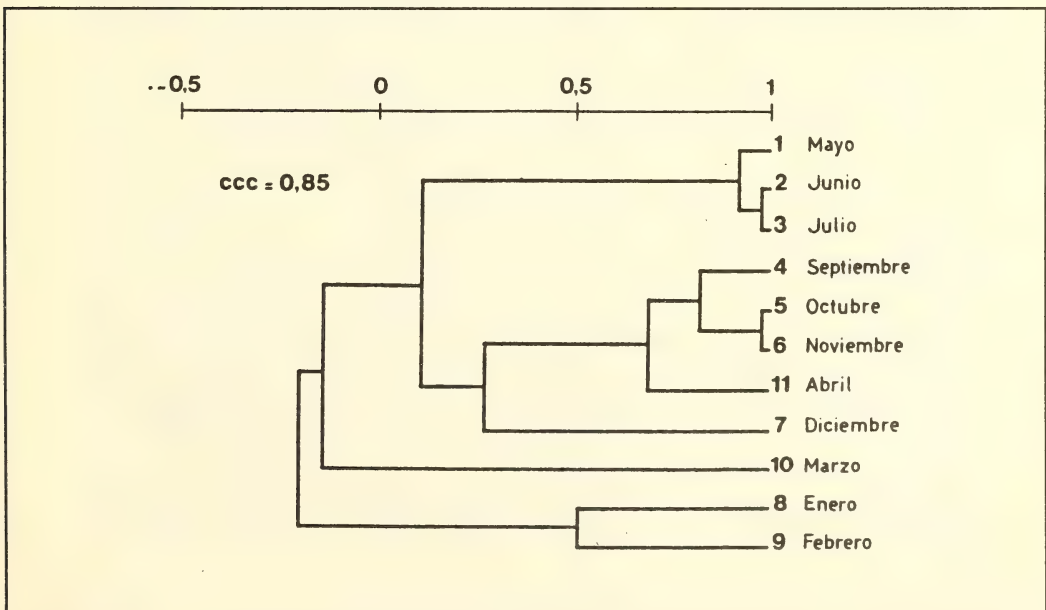 --0,5 0 0,5 1
ccc = 0,85
1 Mayo
2 Junio
3 Julio
4 Septiembre
5 Octubre
6 Noviembre
11 Abril
7 Diciembre
10 Marzo
8 Enero
9 Febrero